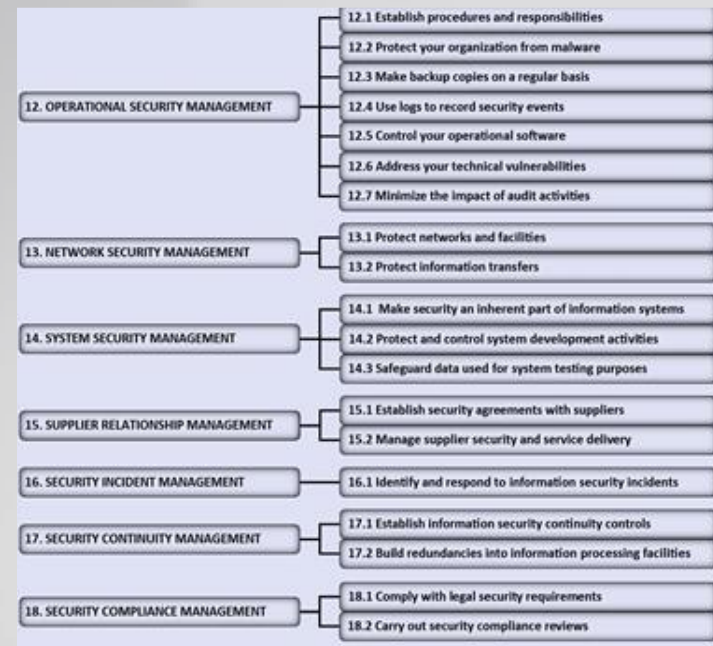 12. OPERATIONAL SECURITY MANAGEMENT
12.1 Establish procedures and responsibilities
12.2 Protect your organization from malware
12.3 Make backup copies on a regular basis
12.4 Use logs to record security events
12.5 Control your operational software
12.6 Address your technical vulnerabilities
12.7 Minimize the impact of audit activities
13. NETWORK SECURITY MANAGEMENT
13.1 Protect networks and facilities
13.2 Protect information transfers
14. SYSTEM SECURITY MANAGEMENT
14.1 Make security an inherent part of information systems
14.2 Protect and control system development activities
14.3 Safeguard data used for system testing purposes
15. SUPPLIER RELATIONSHIP MANAGEMENT
15.1 Establish security agreements with suppliers
15.2 Manage supplier security and service delivery
16. SECURITY INCIDENT MANAGEMENT
16.1 Identify and respond to information security incidents
17. SECURITY CONTINUITY MANAGEMENT
17.1 Establish information security continuity controls
17.2 Build redundancies into information processing facilities
18. SECURITY COMPLIANCE MANAGEMENT
18.1 Comply with legal security requirements
18.2 Carry out security compliance reviews